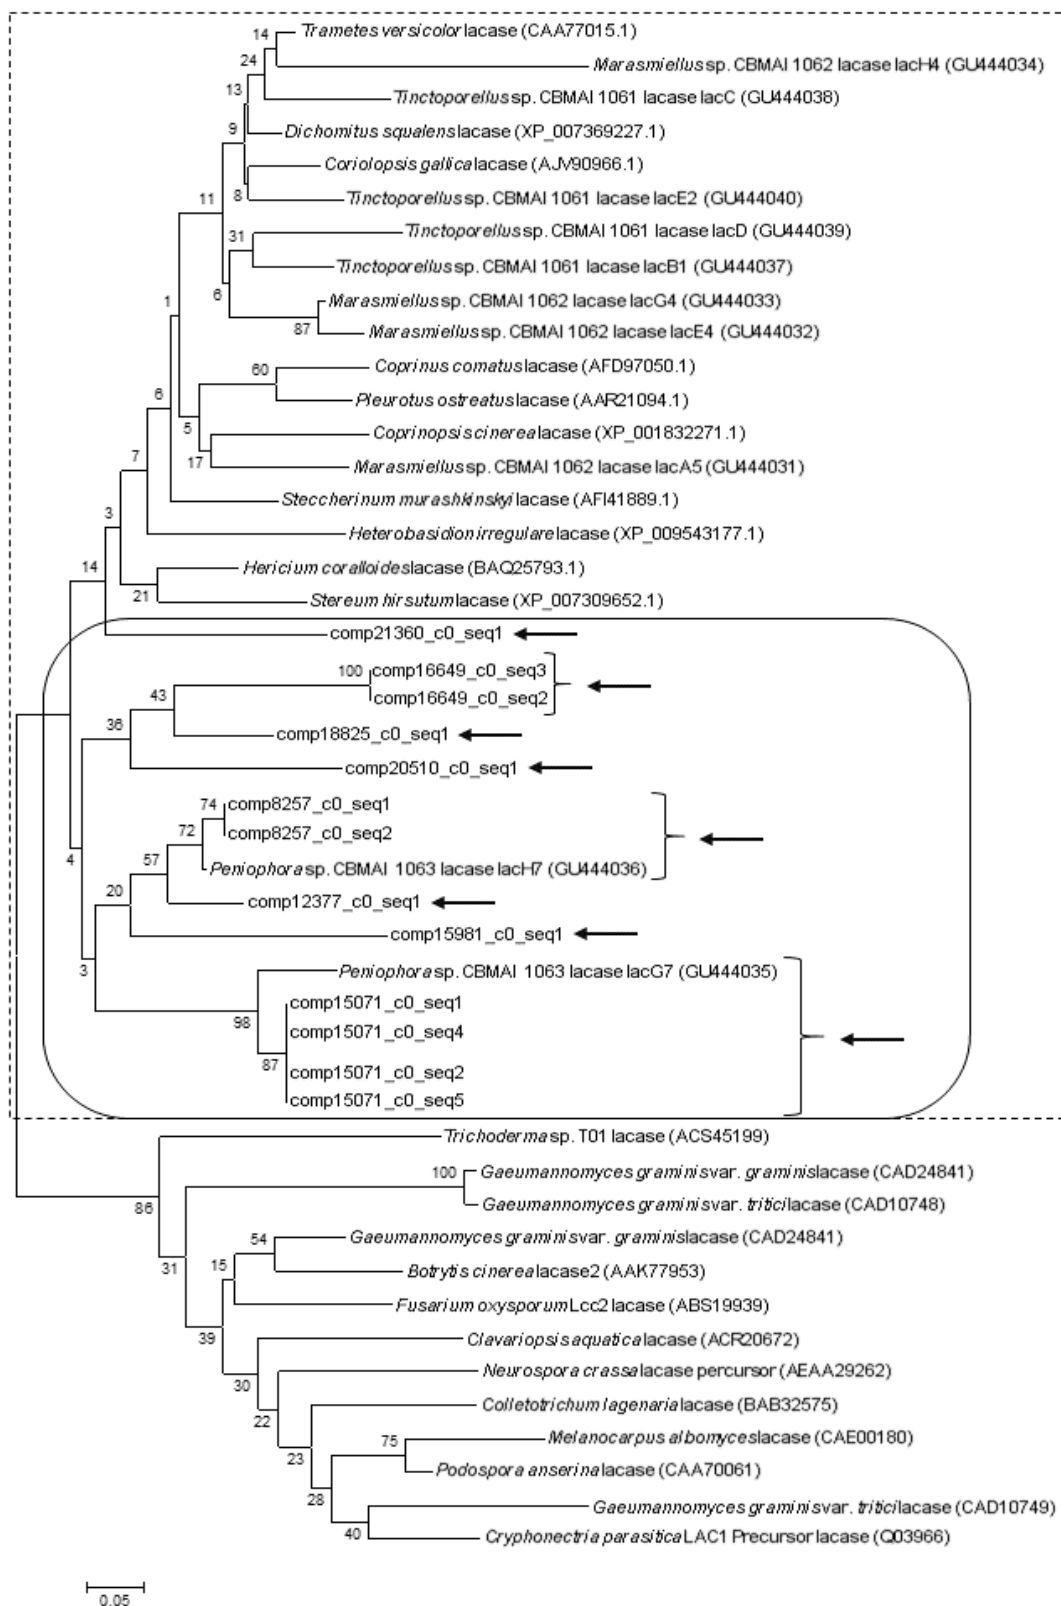 14 Trametes versicolor lacase (CAA77015.1)
24 Marasmiellus sp. CBMAI 1062 lacase lacH4 (GU444034)
13 Tinctoporellus sp. CBMAI 1061 lacase lacC (GU444038)
9 Dichomitus squalens lacase (XP_007369227.1)
Coriolopsis gallica lacase (AJV90966.1)
8 Tinctoporellus sp. CBMAI 1061 lacase lacE2 (GU444040)
11
31 Tinctoporellus sp. CBMAI 1061 lacase lacD (GU444039)
Tinctoporellus sp. CBMAI 1061 lacase lacB1 (GU444037)
1 6 Marasmiellus sp. CBMAI 1062 lacase lacG4 (GU444033)
87 Marasmiellus sp. CBMAI 1062 lacase lacE4 (GU444032)
60 Coprinus comatus lacase (AFD97050.1)
6 Pleurotus ostreatus lacase (AAR21094.1)
5 Coprinopsis cinerea lacase (XP_001832271.1)
7 17 Marasmiellus sp. CBMAI 1062 lacase lacA5 (GU444031)
Steccherinum murashkinskyi lacase (AFI41889.1)
3 Heterobasidion irregulare lacase (XP_009543177.1)
14 Hericium coralloides lacase (BAQ25793.1)
21 Stereum hirsutum lacase (XP_007309652.1)
comp21360_c0_seq1
100 comp16649_c0_seq3
43 comp16649_c0_seq2
36 comp18825_c0_seq1
comp20510_c0_seq1
74 comp8257_c0_seq1
72 comp8257_c0_seq2
4 57 Peniophora sp. CBMAI 1063 lacase lacH7 (GU444036)
20 comp12377_c0_seq1
comp15981_c0_seq1
3 Peniophora sp. CBMAI 1063 lacase lacG7 (GU444035)
comp15071_c0_seq1
98 comp15071_c0_seq4
87 comp15071_c0_seq2
comp15071_c0_seq5
Trichoderma sp. T01 lacase (ACS45199)
100 Gaeumannomyces graminis var. graminis lacase (CAD24841)
86 Gaeumannomyces graminis var. tritici lacase (CAD10748)
54 Gaeumannomyces graminis var. graminis lacase (CAD24841)
31 15 Botrytis cinerea lacase2 (AAK77953)
Fusarium oxysporum Lcc2 lacase (ABS19939)
39 Clavariopsis aquatica lacase (ACR20672)
30 Neurospora crassa lacase percursor (AEAA29262)
22 Colletotrichum lagenaria lacase (BAB32575)
75 Melanocarpus albomyces lacase (CAE00180)
23 Podospora anserina lacase (CAA70061)
28 Gaeumannomyces graminis var. tritici lacase (CAD10749)
40 Cryphonectria parasitica LAC1 Precursor lacase (Q03966)
0.05